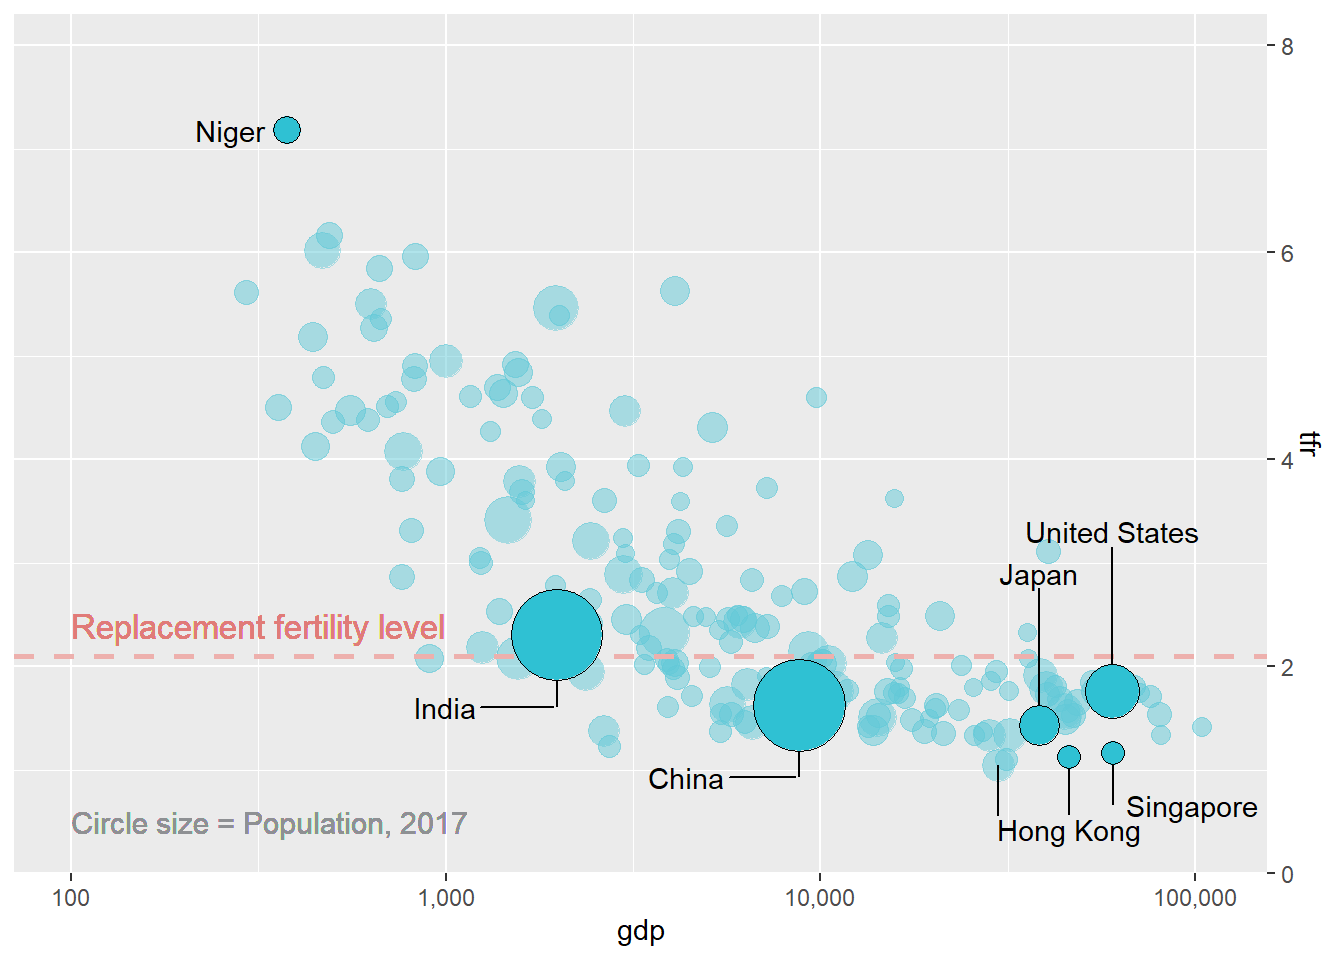 8
Niger
6
4
tfr
United States
Japan
Replacement fertility level
2
India
China
Singapore
Circle size = Population, 2017
Hong Kong
0
100
1,000
10,000
100,000
gdp